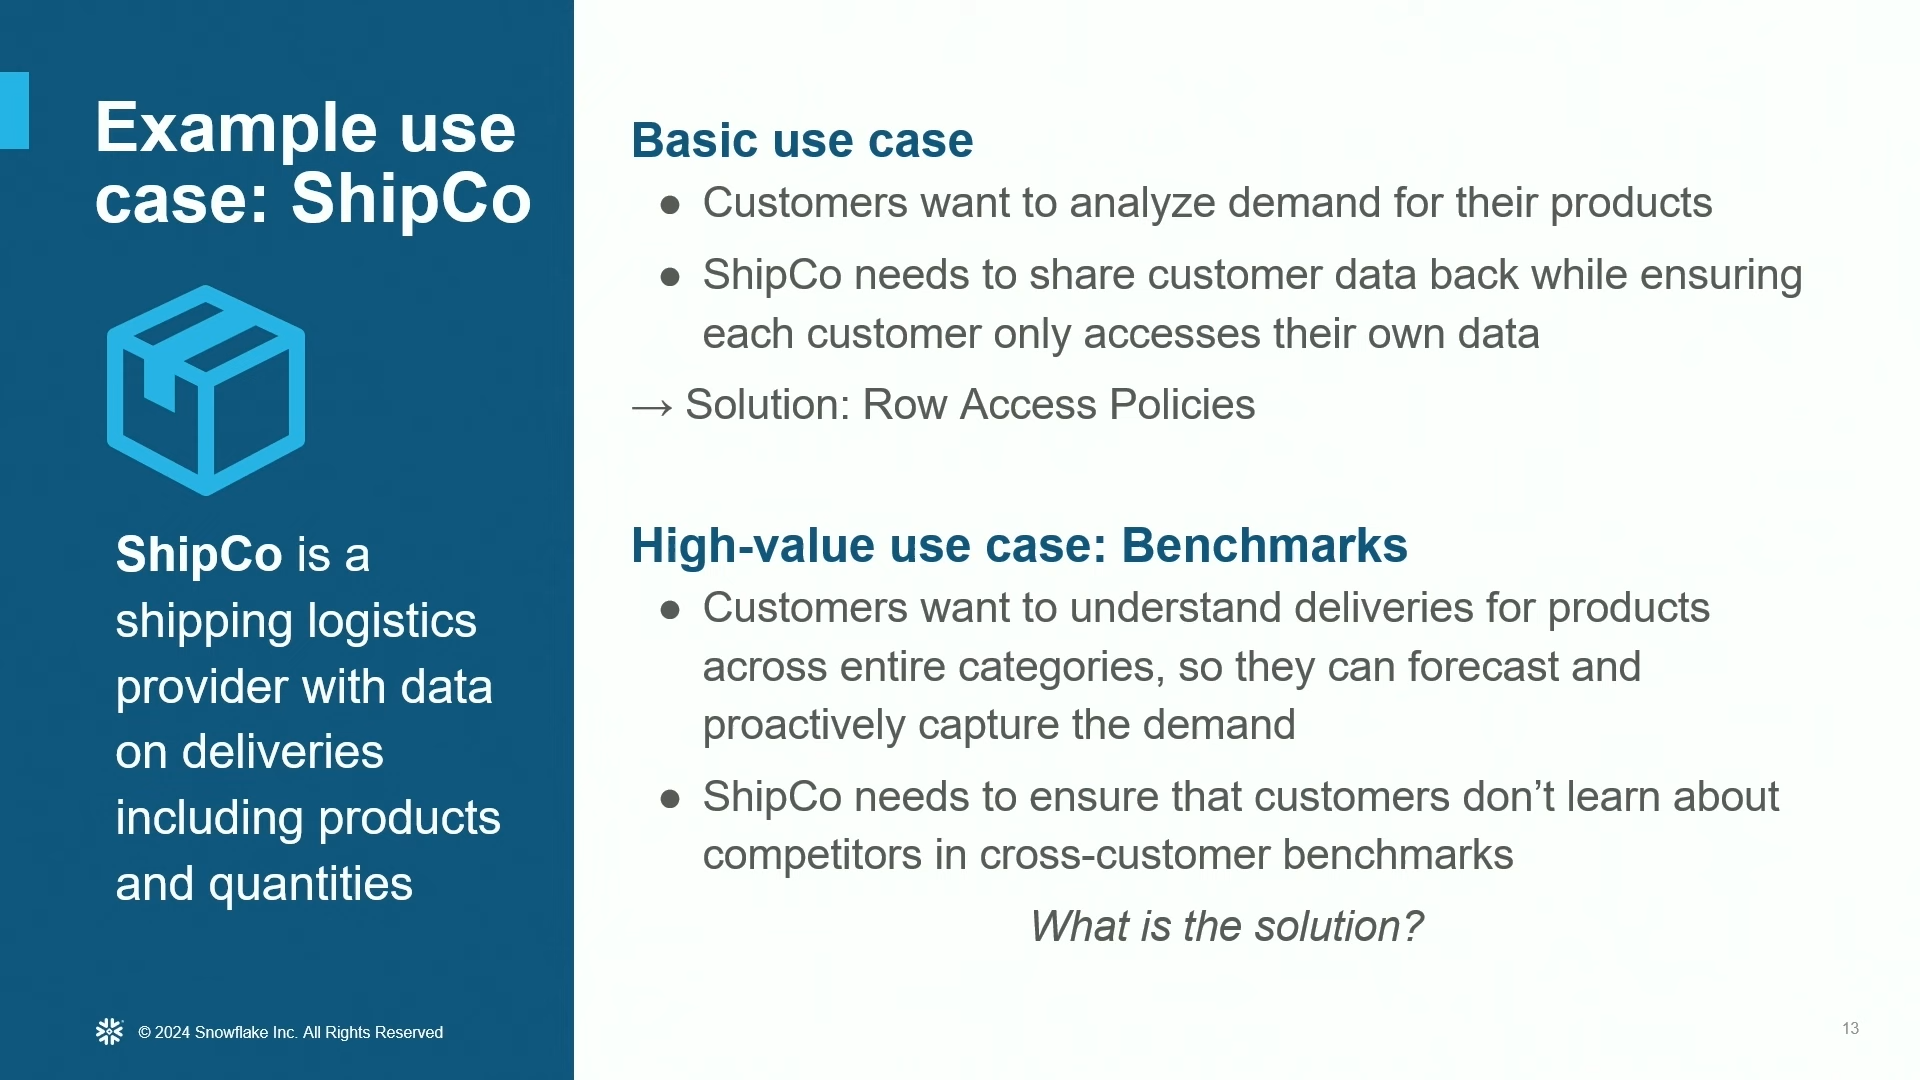 Example use
case: ShipCo
ShipCo is a
shipping logistics
provider with data
on deliveries
including products
and quantities
© 2024 Snowflake Inc. All Rights Reserved
Basic use case
● Customers want to analyze demand for their products
● ShipCo needs to share customer data back while ensuring
each customer only accesses their own data
→ Solution: Row Access Policies
High-value use case: Benchmarks
● Customers want to understand deliveries for products
across entire categories, so they can forecast and
proactively capture the demand
● ShipCo needs to ensure that customers don’t learn about
competitors in cross-customer benchmarks
What is the solution?
13